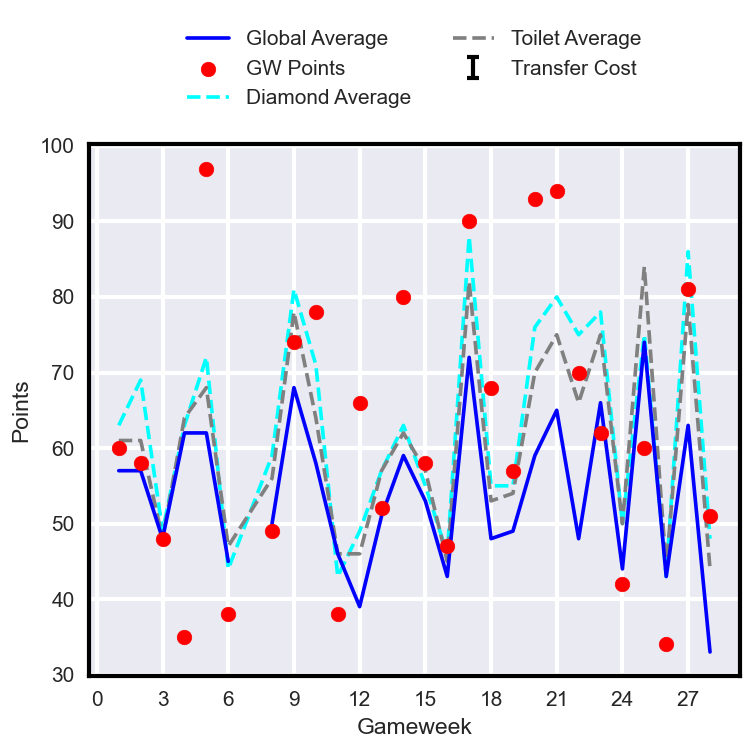 Global Average
GW Points
Diamond Average
Toilet Average
Transfer Cost
100
90
80
70
60
50
40
30
Points
0 3 6 9 12 15 18 21 24 27
Gameweek